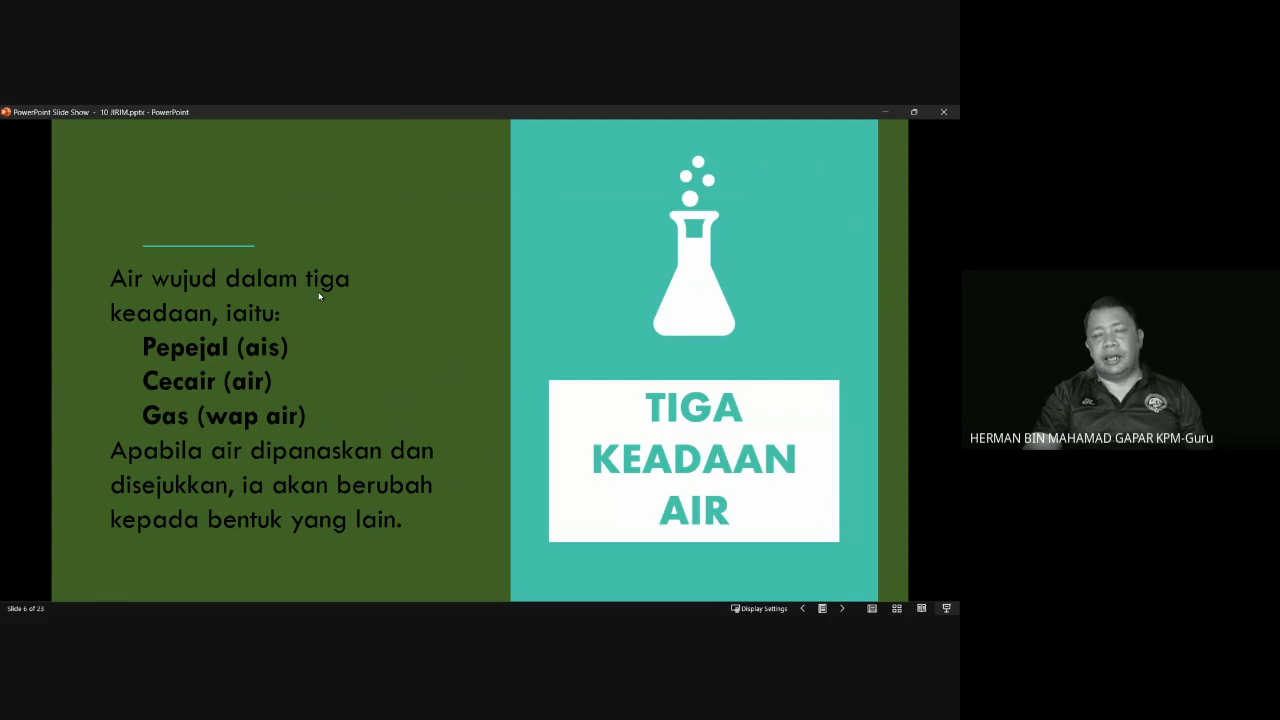 PowerPoint Slide Show - 10 JIRIM.pptx - PowerPoint
Air wujud dalam tiga
keadaan, iaitu:
Pepejal (ais)
Cecair (air)
Gas (wap air)
Apabila air dipanaskan dan
disejukkan, ia akan berubah
kepada bentuk yang lain.
TIGA
KEADAAN
AIR
HERMAN BIN MAHAMAD GAPAR KPM-Guru
Slide 6 of 23
Display Settings